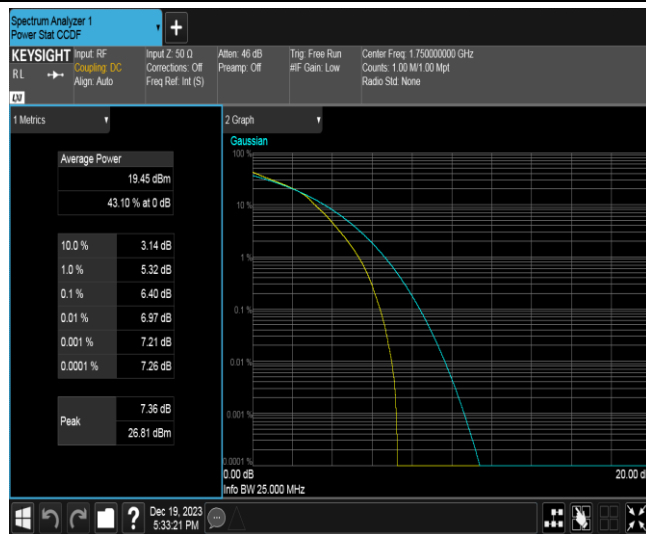 Spectrum Analyzer 1
Power Stat CCDF
+
KEYSIGHT
RL
LXI
Input: RF
Coupling: DC
Align: Auto
Input Z: 50 Ω
Corrections: Off
Freq Ref: Int (S)
Atten: 46 dB
Preamp: Off
Trig: Free Run
#IF Gain: Low
Center Freq: 1.750000000 GHz
Counts: 1.00 M/1.00 Mpt
Radio Std: None
1 Metrics
Average Power
19.45 dBm
43.10 % at 0 dB
10.0 % 3.14 dB
1.0 % 5.32 dB
0.1 % 6.40 dB
0.01 % 6.97 dB
0.001 % 7.21 dB
0.0001 % 7.26 dB
Peak
7.36 dB
26.81 dBm
2 Graph
Gaussian
100 %
10 %
1 %
0.1 %
0.01 %
0.001 %
0.0001 %
0.00 dB
20.00 d
Info BW 25.000 MHz
?
Dec 19, 2023
5:33:21 PM